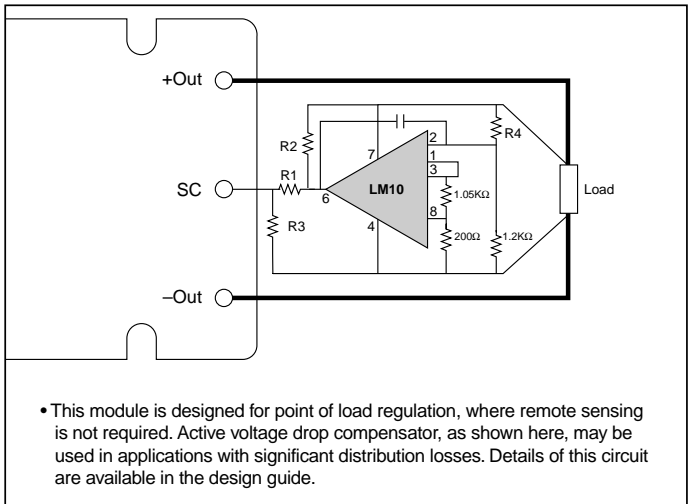 +Out
R2
R4
7
2
1
3
R1
SC
LM10
Load
6
1.05KΩ
R3
4
8
200Ω
1.2KΩ
–Out
• This module is designed for point of load regulation, where remote sensing
is not required. Active voltage drop compensator, as shown here, may be
used in applications with significant distribution losses. Details of this circuit
are available in the design guide.